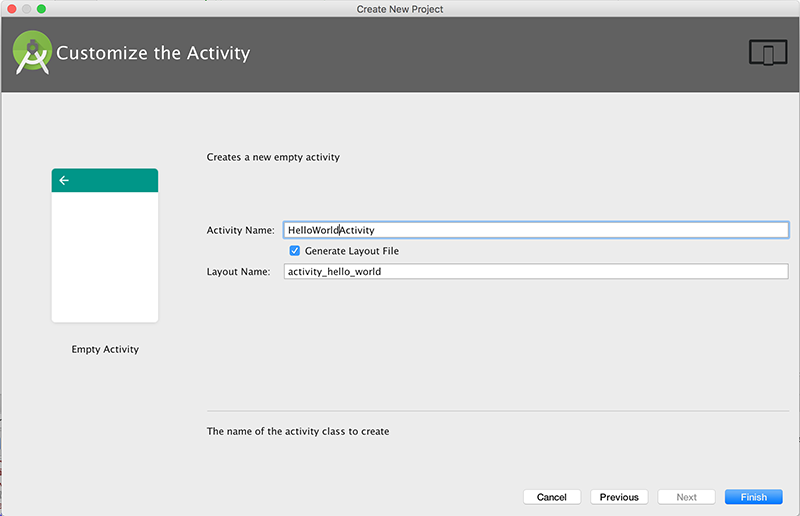 Create New Project
Customize the Activity
Creates a new empty activity
Activity Name: HelloWorldActivity
Generate Layout File
Layout Name: activity_hello_world
Empty Activity
The name of the activity class to create
Cancel Previous Next Finish